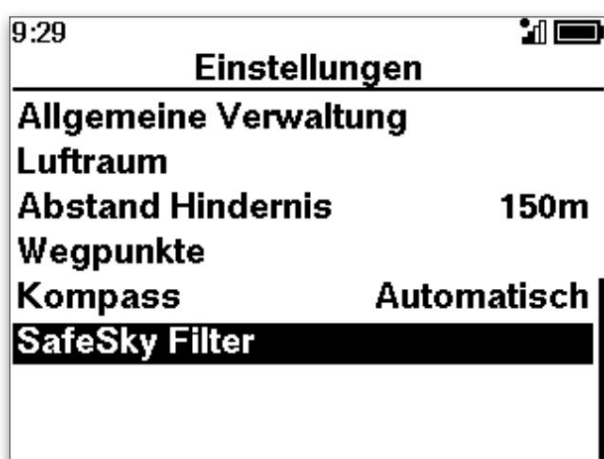 9:29
Einstellungen
Allgemeine Verwaltung
Luftraum
Abstand Hindernis 150m
Wegpunkte
Kompass Automatisch
SafeSky Filter